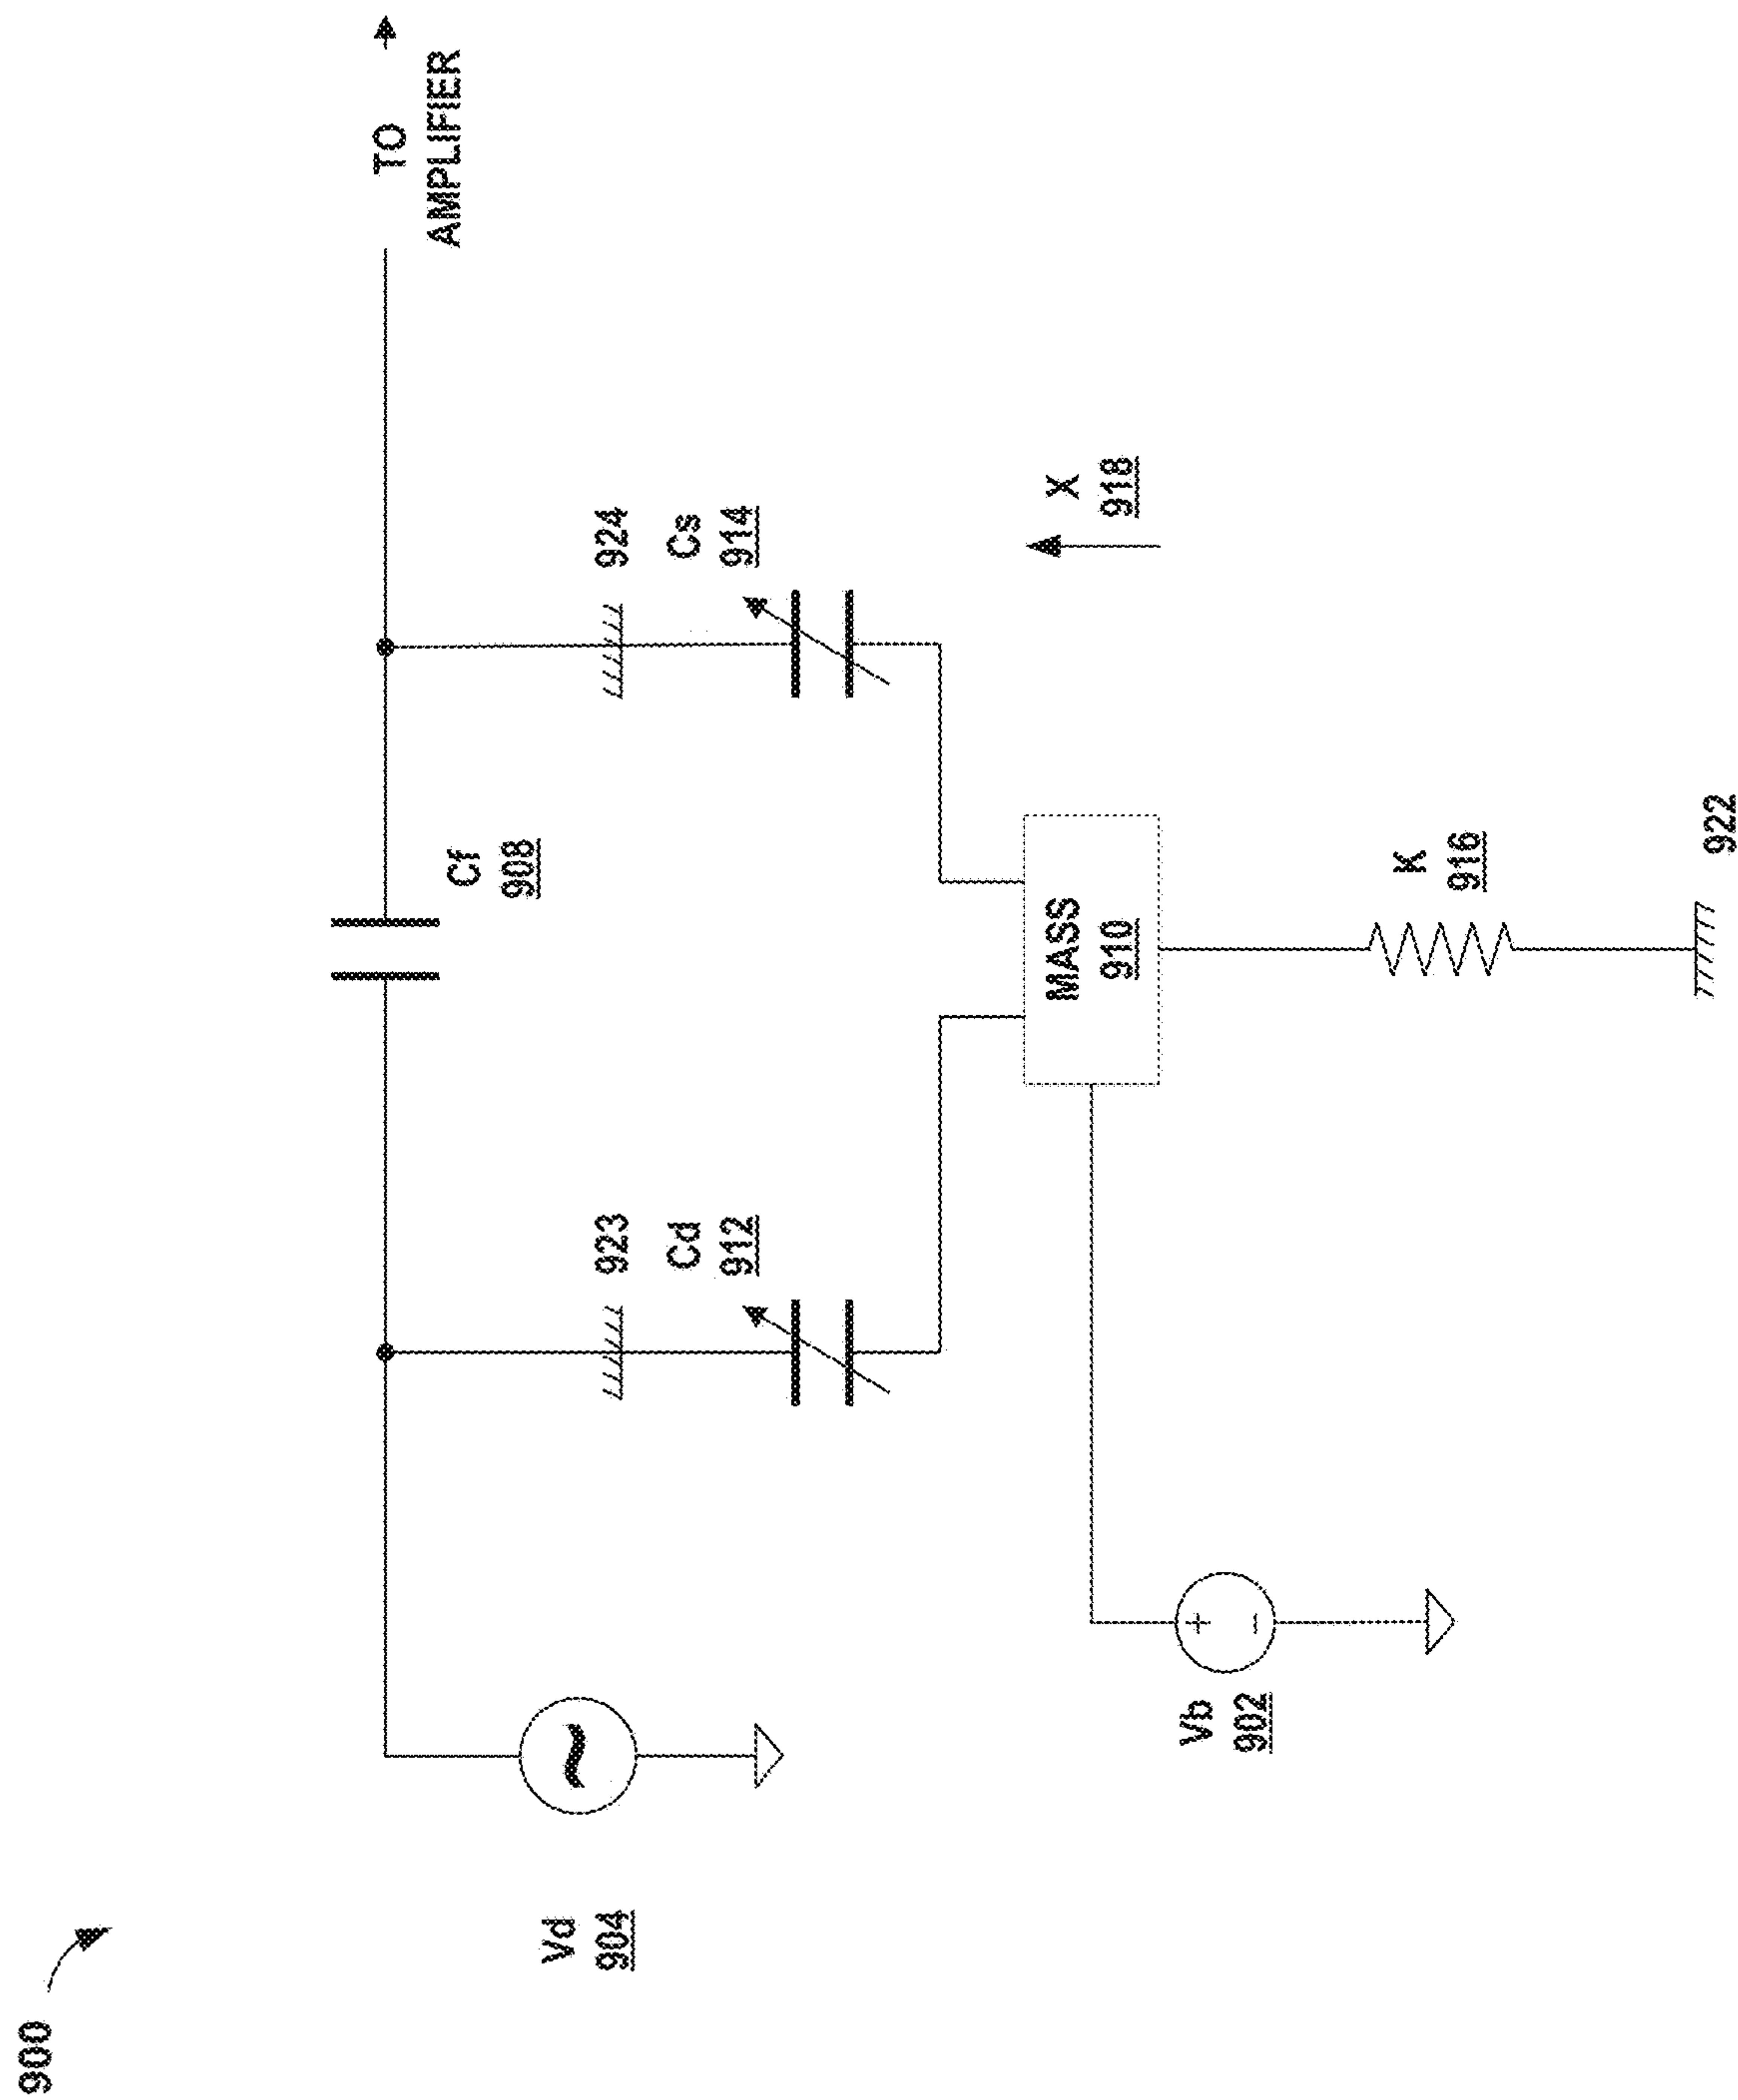 900
Vd
904
Cf
908
TO
AMPLIFIER
923
Cd
912
924
Cs
914
X
918
MASS
910
Vb
902
+
−
K
916
922